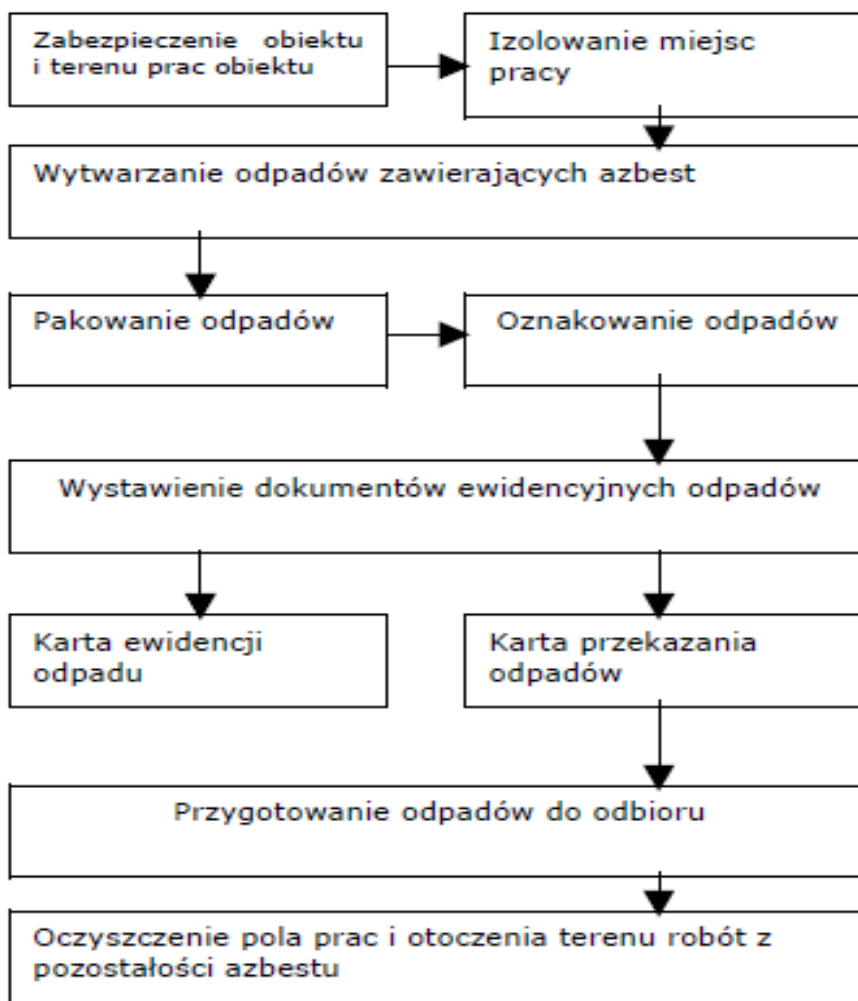 Zabezpieczenie obiektu
i terenu prac obiektu
Izolowanie miejsc
pracy
Wytwarzanie odpadów zawierających azbest
Pakowanie odpadów
Oznakowanie odpadów
Wystawienie dokumentów ewidencyjnych odpadów
Karta ewidencji
odpadu
Karta przekazania
odpadów
Przygotowanie odpadów do odbioru
Oczyszczenie pola prac i otoczenia terenu robót z
pozostałości azbestu